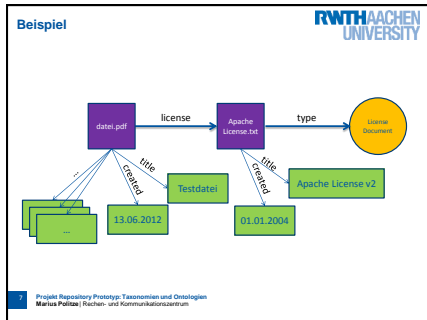 Beispiel
RWTHAACHEN
UNIVERSITY
license
type
datei.pdf
Apache
License.txt
License
Document
...
title
created
title
created
Testdatei
Apache License v2
13.06.2012
01.01.2004
...
7
Projekt Repository Prototyp: Taxonomien und Ontologien
Marius Politze | Rechen- und Kommunikationszentrum